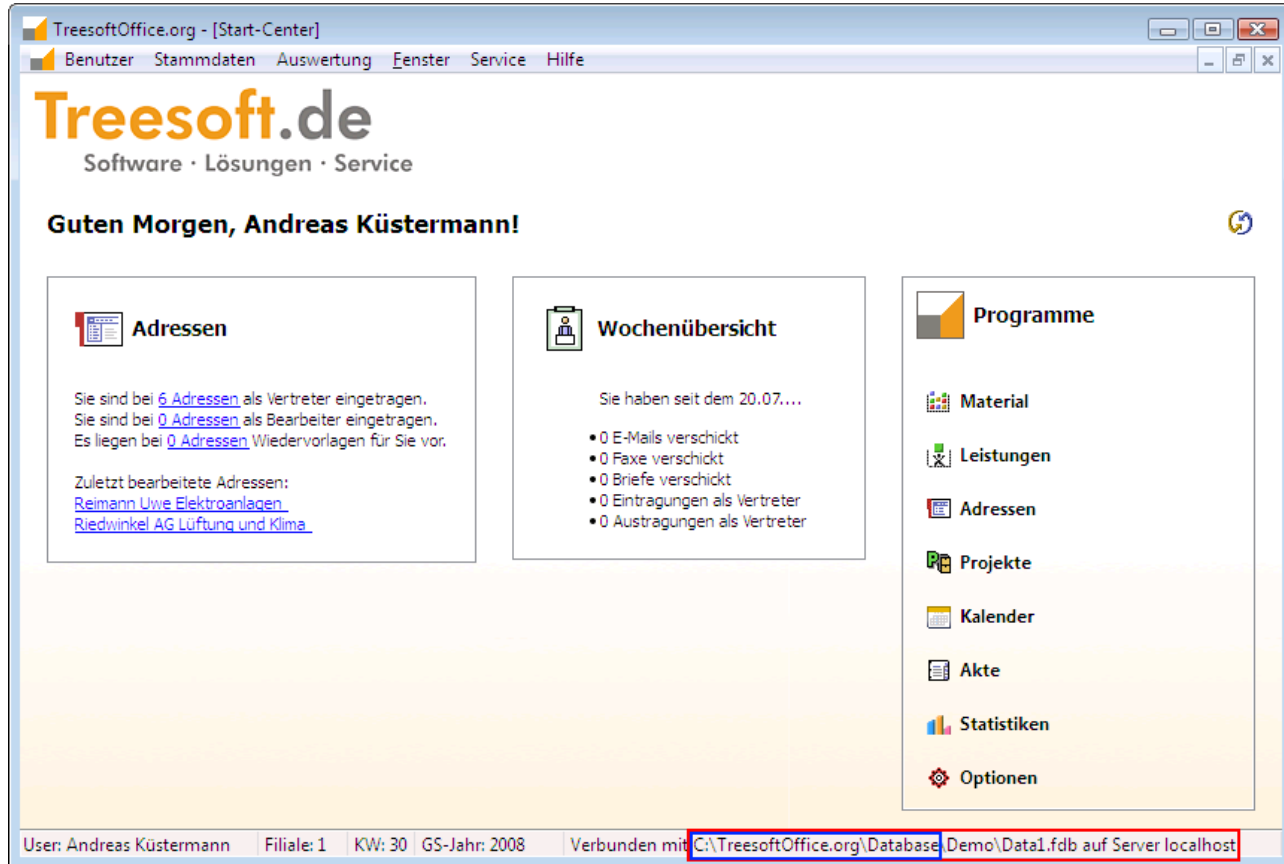 TreesoftOffice.org - [Start-Center]
Benutzer Stammdaten Auswertung Fenster Service Hilfe
Treesoft.de
Software · Lösungen · Service
Guten Morgen, Andreas Küstermann!
Adressen
Sie sind bei 6 Adressen als Vertreter eingetragen.
Sie sind bei 0 Adressen als Bearbeiter eingetragen.
Es liegen bei 0 Adressen Wiedervorlagen für Sie vor.
Zuletzt bearbeitete Adressen:
Reimann Uwe Elektroanlagen
Riedwinkel AG Lüftung und Klima
Wochenübersicht
Sie haben seit dem 20.07....
• 0 E-Mails verschickt
• 0 Faxe verschickt
• 0 Briefe verschickt
• 0 Eintragungen als Vertreter
• 0 Austragungen als Vertreter
Programme
Material
Leistungen
Adressen
Projekte
Kalender
Akte
Statistiken
Optionen
User: Andreas Küstermann Filiale: 1 KW: 30 GS-Jahr: 2008 Verbunden mit C:\TreesoftOffice.org\Database\Demo\Data1.fdb auf Server localhost